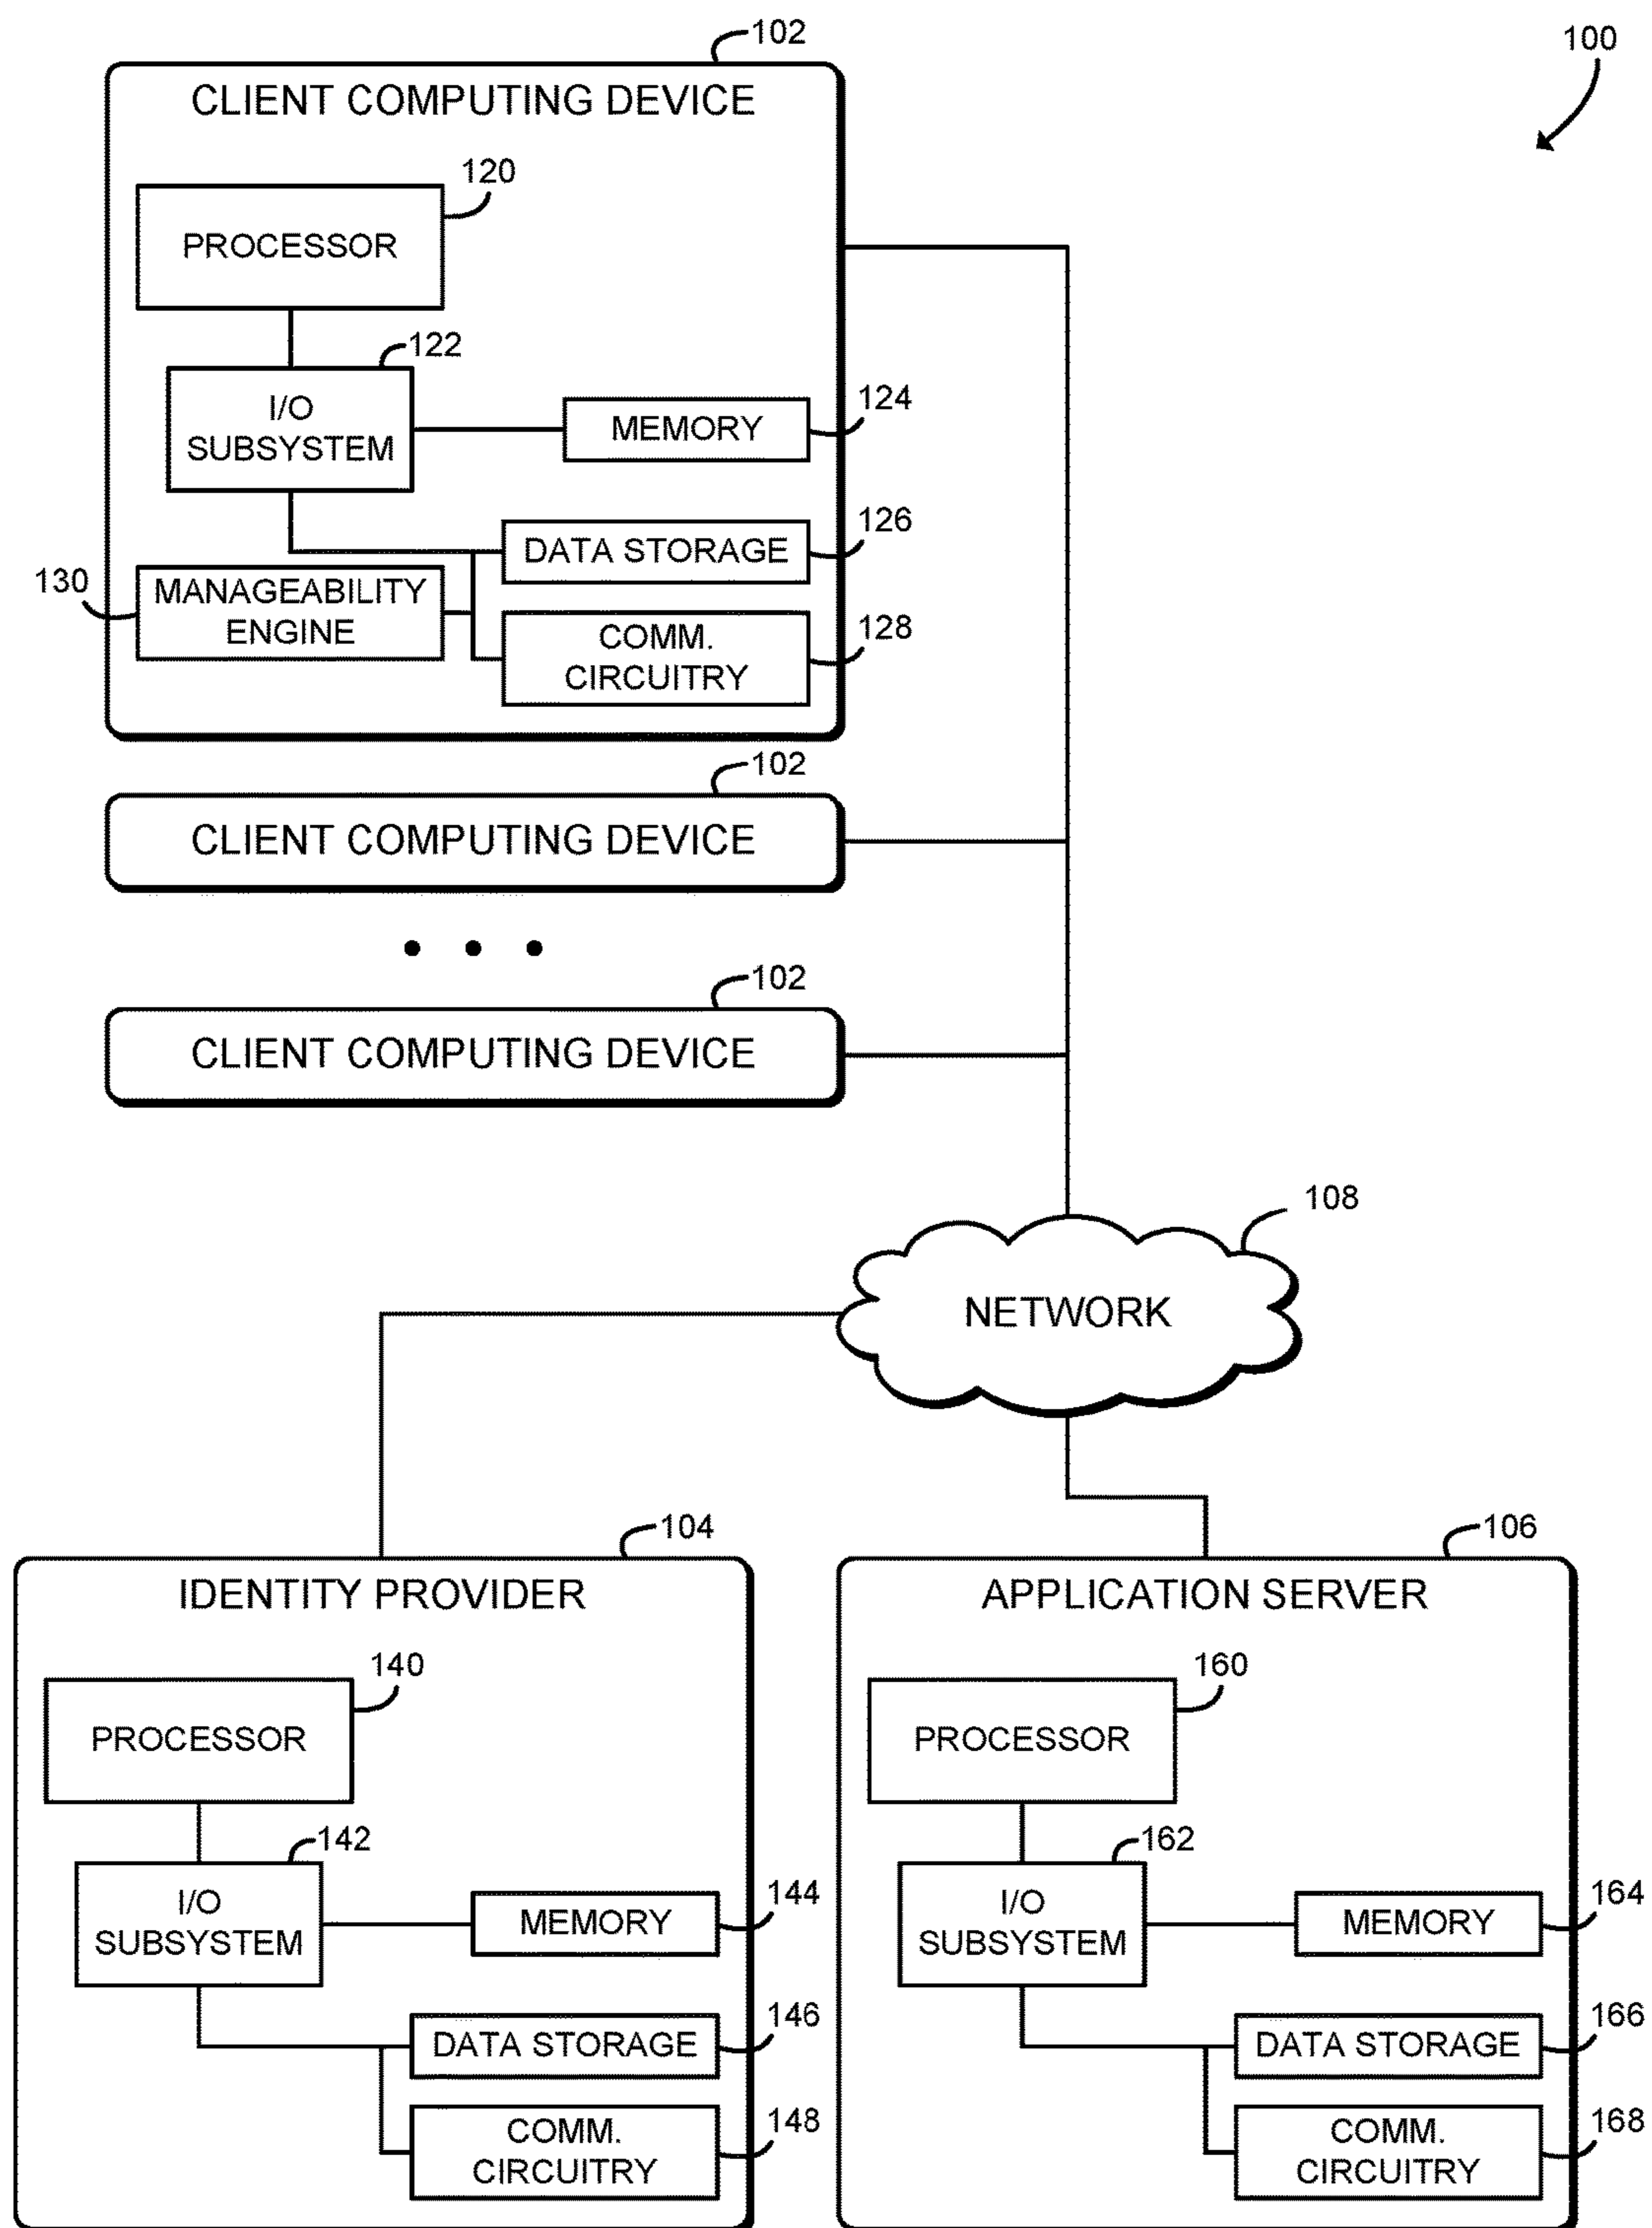 102
100
CLIENT COMPUTING DEVICE
120
PROCESSOR
122
I/O
SUBSYSTEM
124
MEMORY
126
DATA STORAGE
130
MANAGEABILITY
ENGINE
128
COMM.
CIRCUITRY
102
CLIENT COMPUTING DEVICE
102
CLIENT COMPUTING DEVICE
108
NETWORK
104
IDENTITY PROVIDER
140
PROCESSOR
142
I/O
SUBSYSTEM
144
MEMORY
146
DATA STORAGE
148
COMM.
CIRCUITRY
106
APPLICATION SERVER
160
PROCESSOR
162
I/O
SUBSYSTEM
164
MEMORY
166
DATA STORAGE
168
COMM.
CIRCUITRY